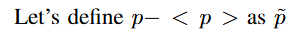 Let's define p− < p > as p̃